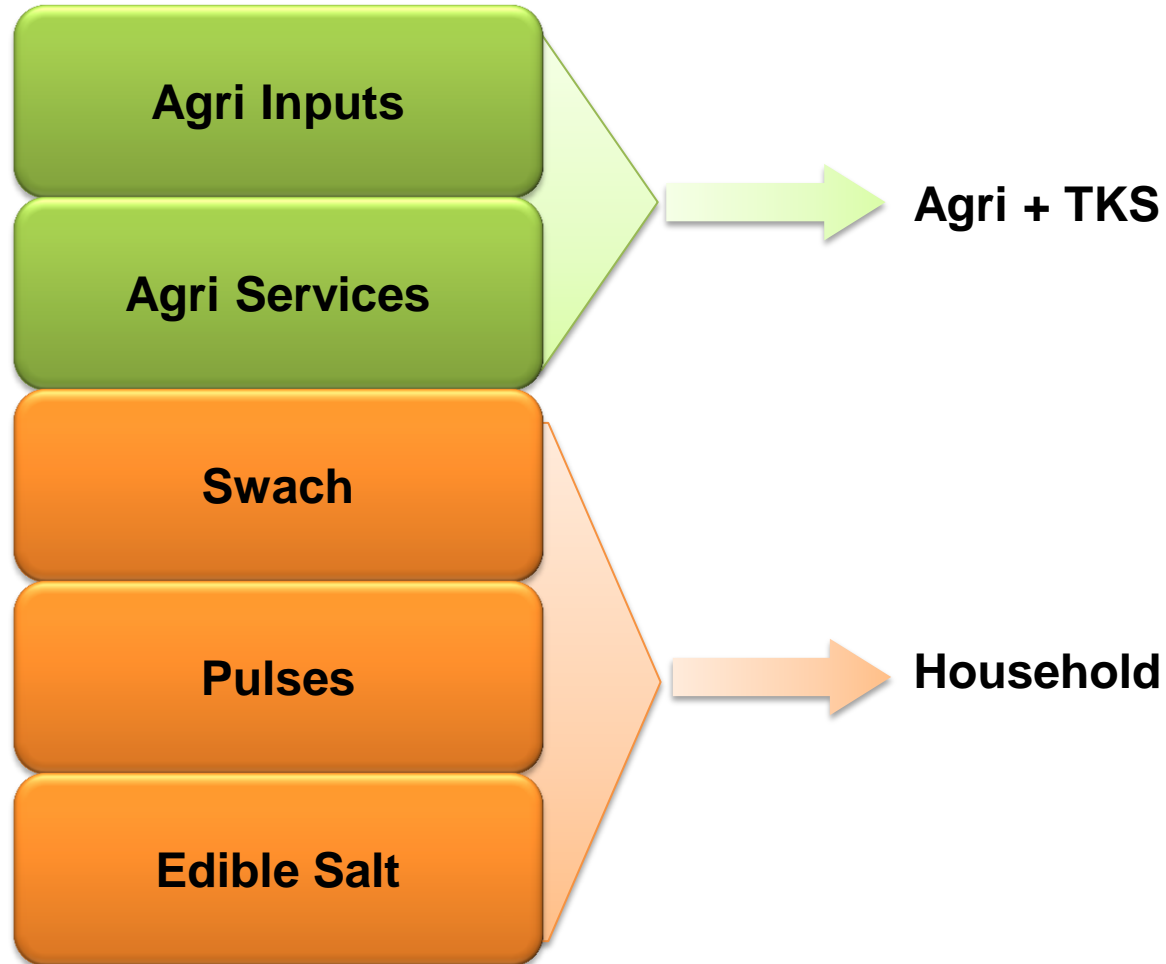 Agri Inputs
Agri Services
Agri + TKS
Swach
Pulses
Edible Salt
Household